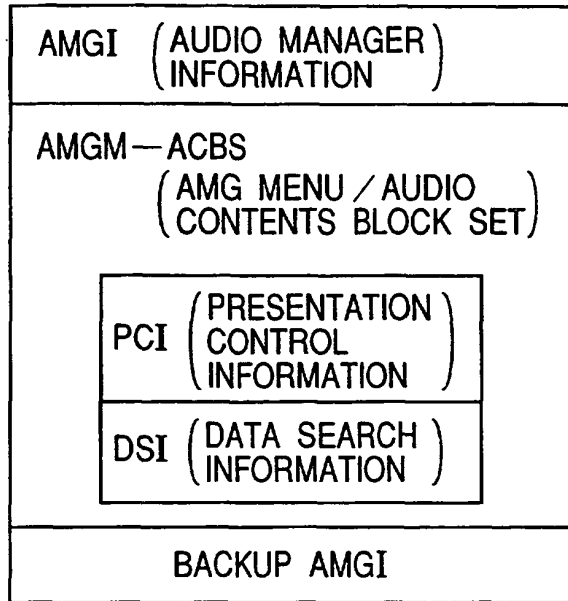 AMGI (AUDIO MANAGER
INFORMATION)
AMGM—ACBS
(AMG MENU / AUDIO
CONTENTS BLOCK SET)
PCI (PRESENTATION
CONTROL
INFORMATION)
DSI (DATA SEARCH
INFORMATION)
BACKUP AMGI